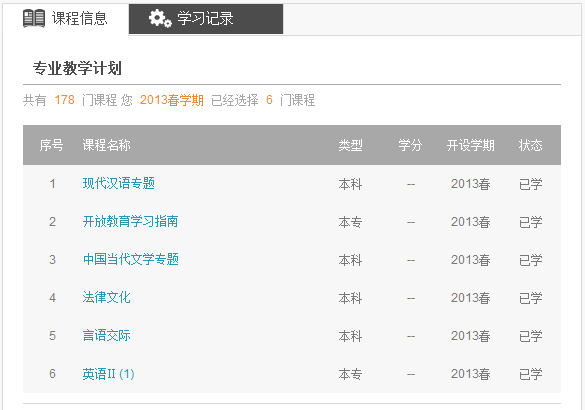 课程信息 学习记录
专业教学计划
共有 178 门课程 您 2013春学期 已经选择 6 门课程
序号 课程名称 类型 学分 开设学期 状态
1 现代汉语专题 本科 -- 2013春 已学
2 开放教育学习指南 本专 -- 2013春 已学
3 中国当代文学专题 本科 -- 2013春 已学
4 法律文化 本科 -- 2013春 已学
5 言语交际 本科 -- 2013春 已学
6 英语II (1) 本专 -- 2013春 已学